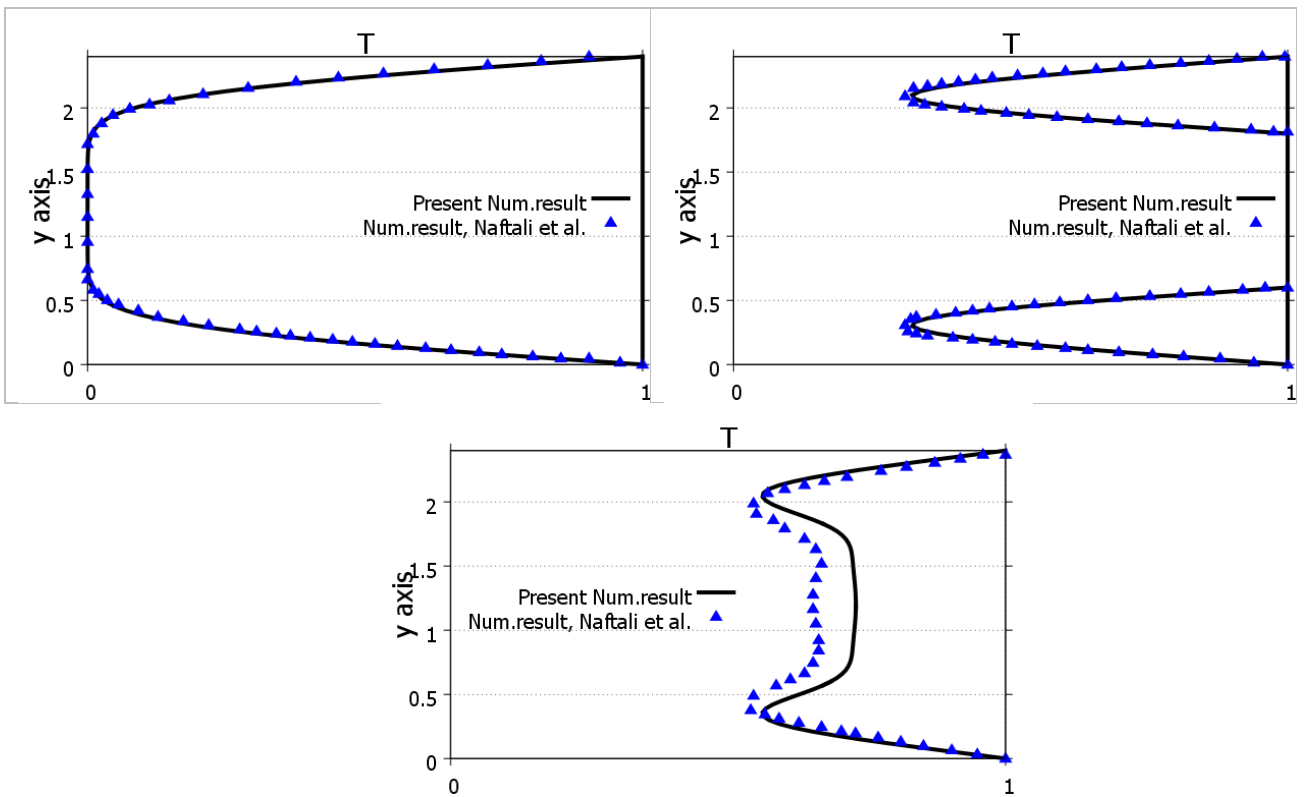 T
2
1.5
1
0.5
0
y axis
Present Num.result
Num.result, Naftali et al.
0
1
T
2
1.5
1
0.5
0
y axis
Present Num.result
Num.result, Naftali et al.
0
1
T
2
1.5
1
0.5
0
y axis
Present Num.result
Num.result, Naftali et al.
0
1